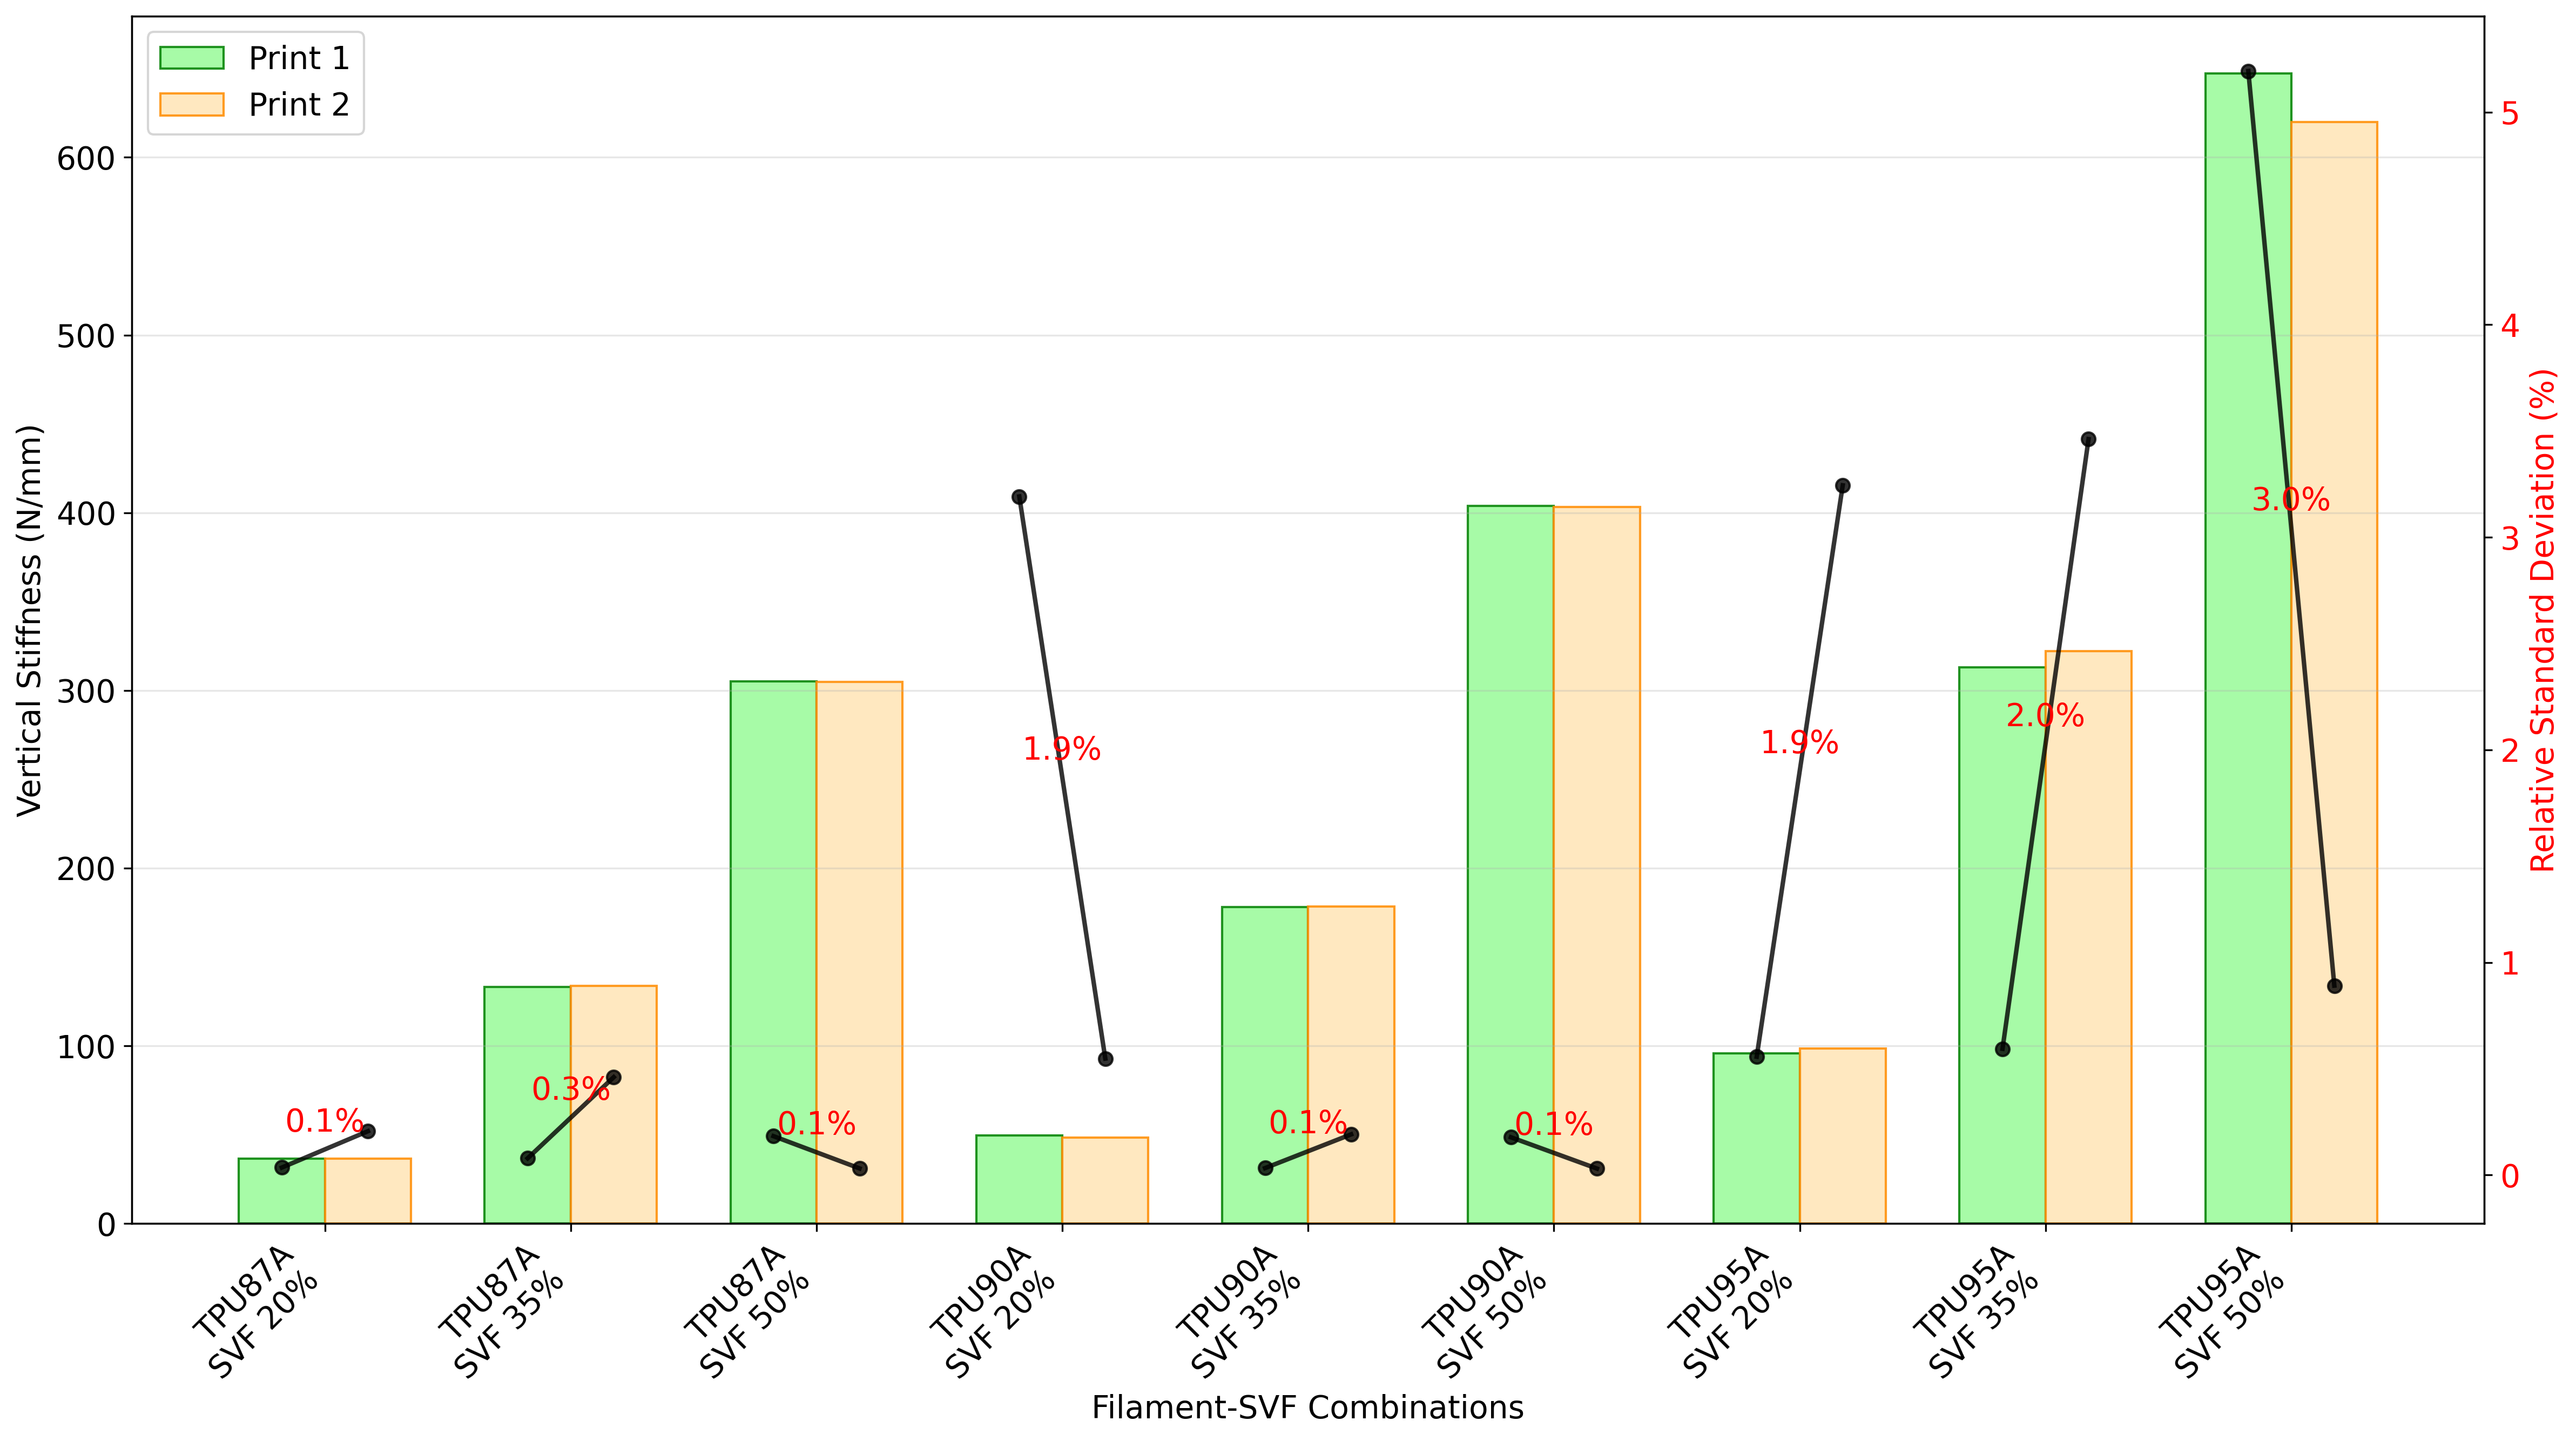 Print 1
Print 2
Vertical Stiffness (N/mm)
600
500
400
300
200
100
0
0.1%
0.3%
0.1%
1.9%
0.1%
0.1%
1.9%
2.0%
3.0%
5
4
3
2
1
0
Relative Standard Deviation (%)
TPU87A
SVF 20%
TPU87A
SVF 35%
TPU87A
SVF 50%
TPU90A
SVF 20%
TPU90A
SVF 35%
TPU90A
SVF 50%
TPU95A
SVF 20%
TPU95A
SVF 35%
TPU95A
SVF 50%
Filament-SVF Combinations